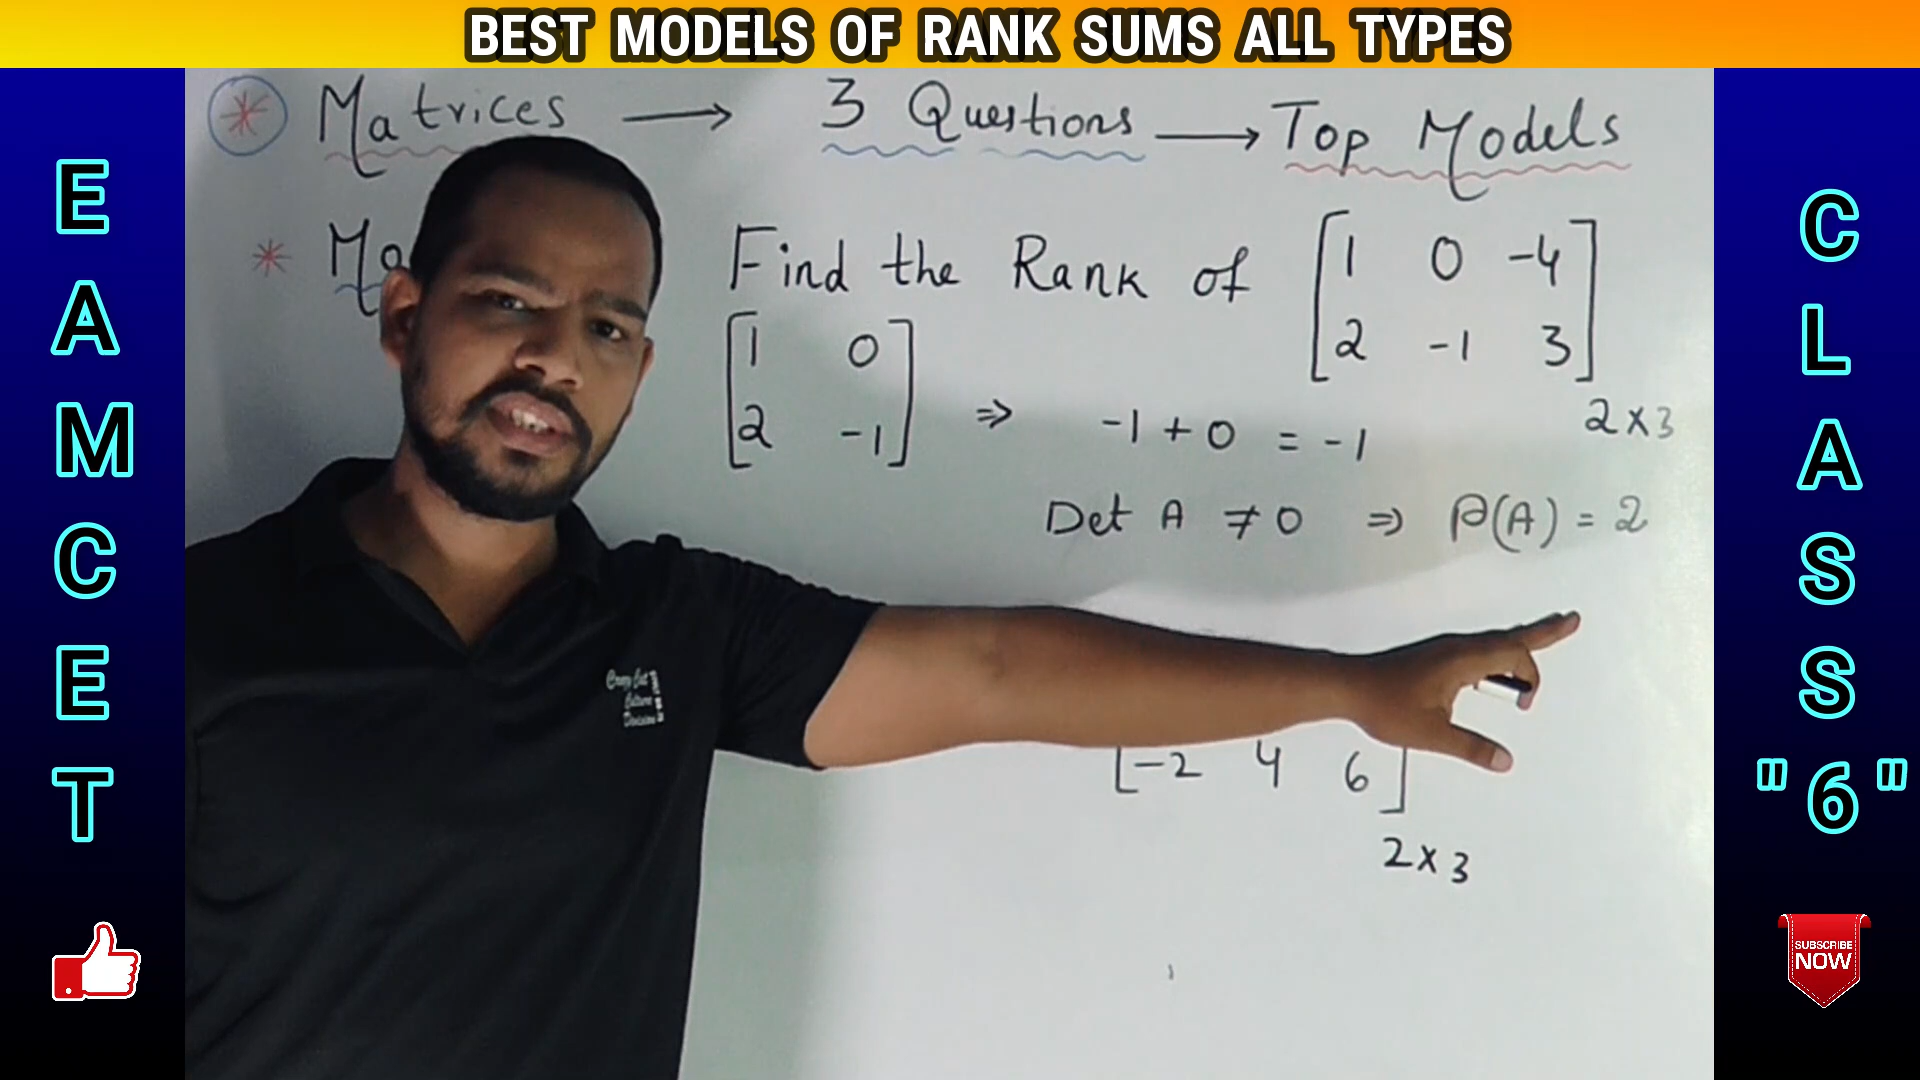 BEST MODELS OF RANK SUMS ALL TYPES
EAMCET
CLASS "6"
Matrices → 3 Questions → Top Models
Find the Rank of [1 0 -4
2 -1 3] 2x3
[1 0
2 -1] ⇒ -1 + 0 = -1
Det A ≠ 0 ⇒ P(A) = 2
[-2 4 6]
2x3
SUBSCRIBE
NOW